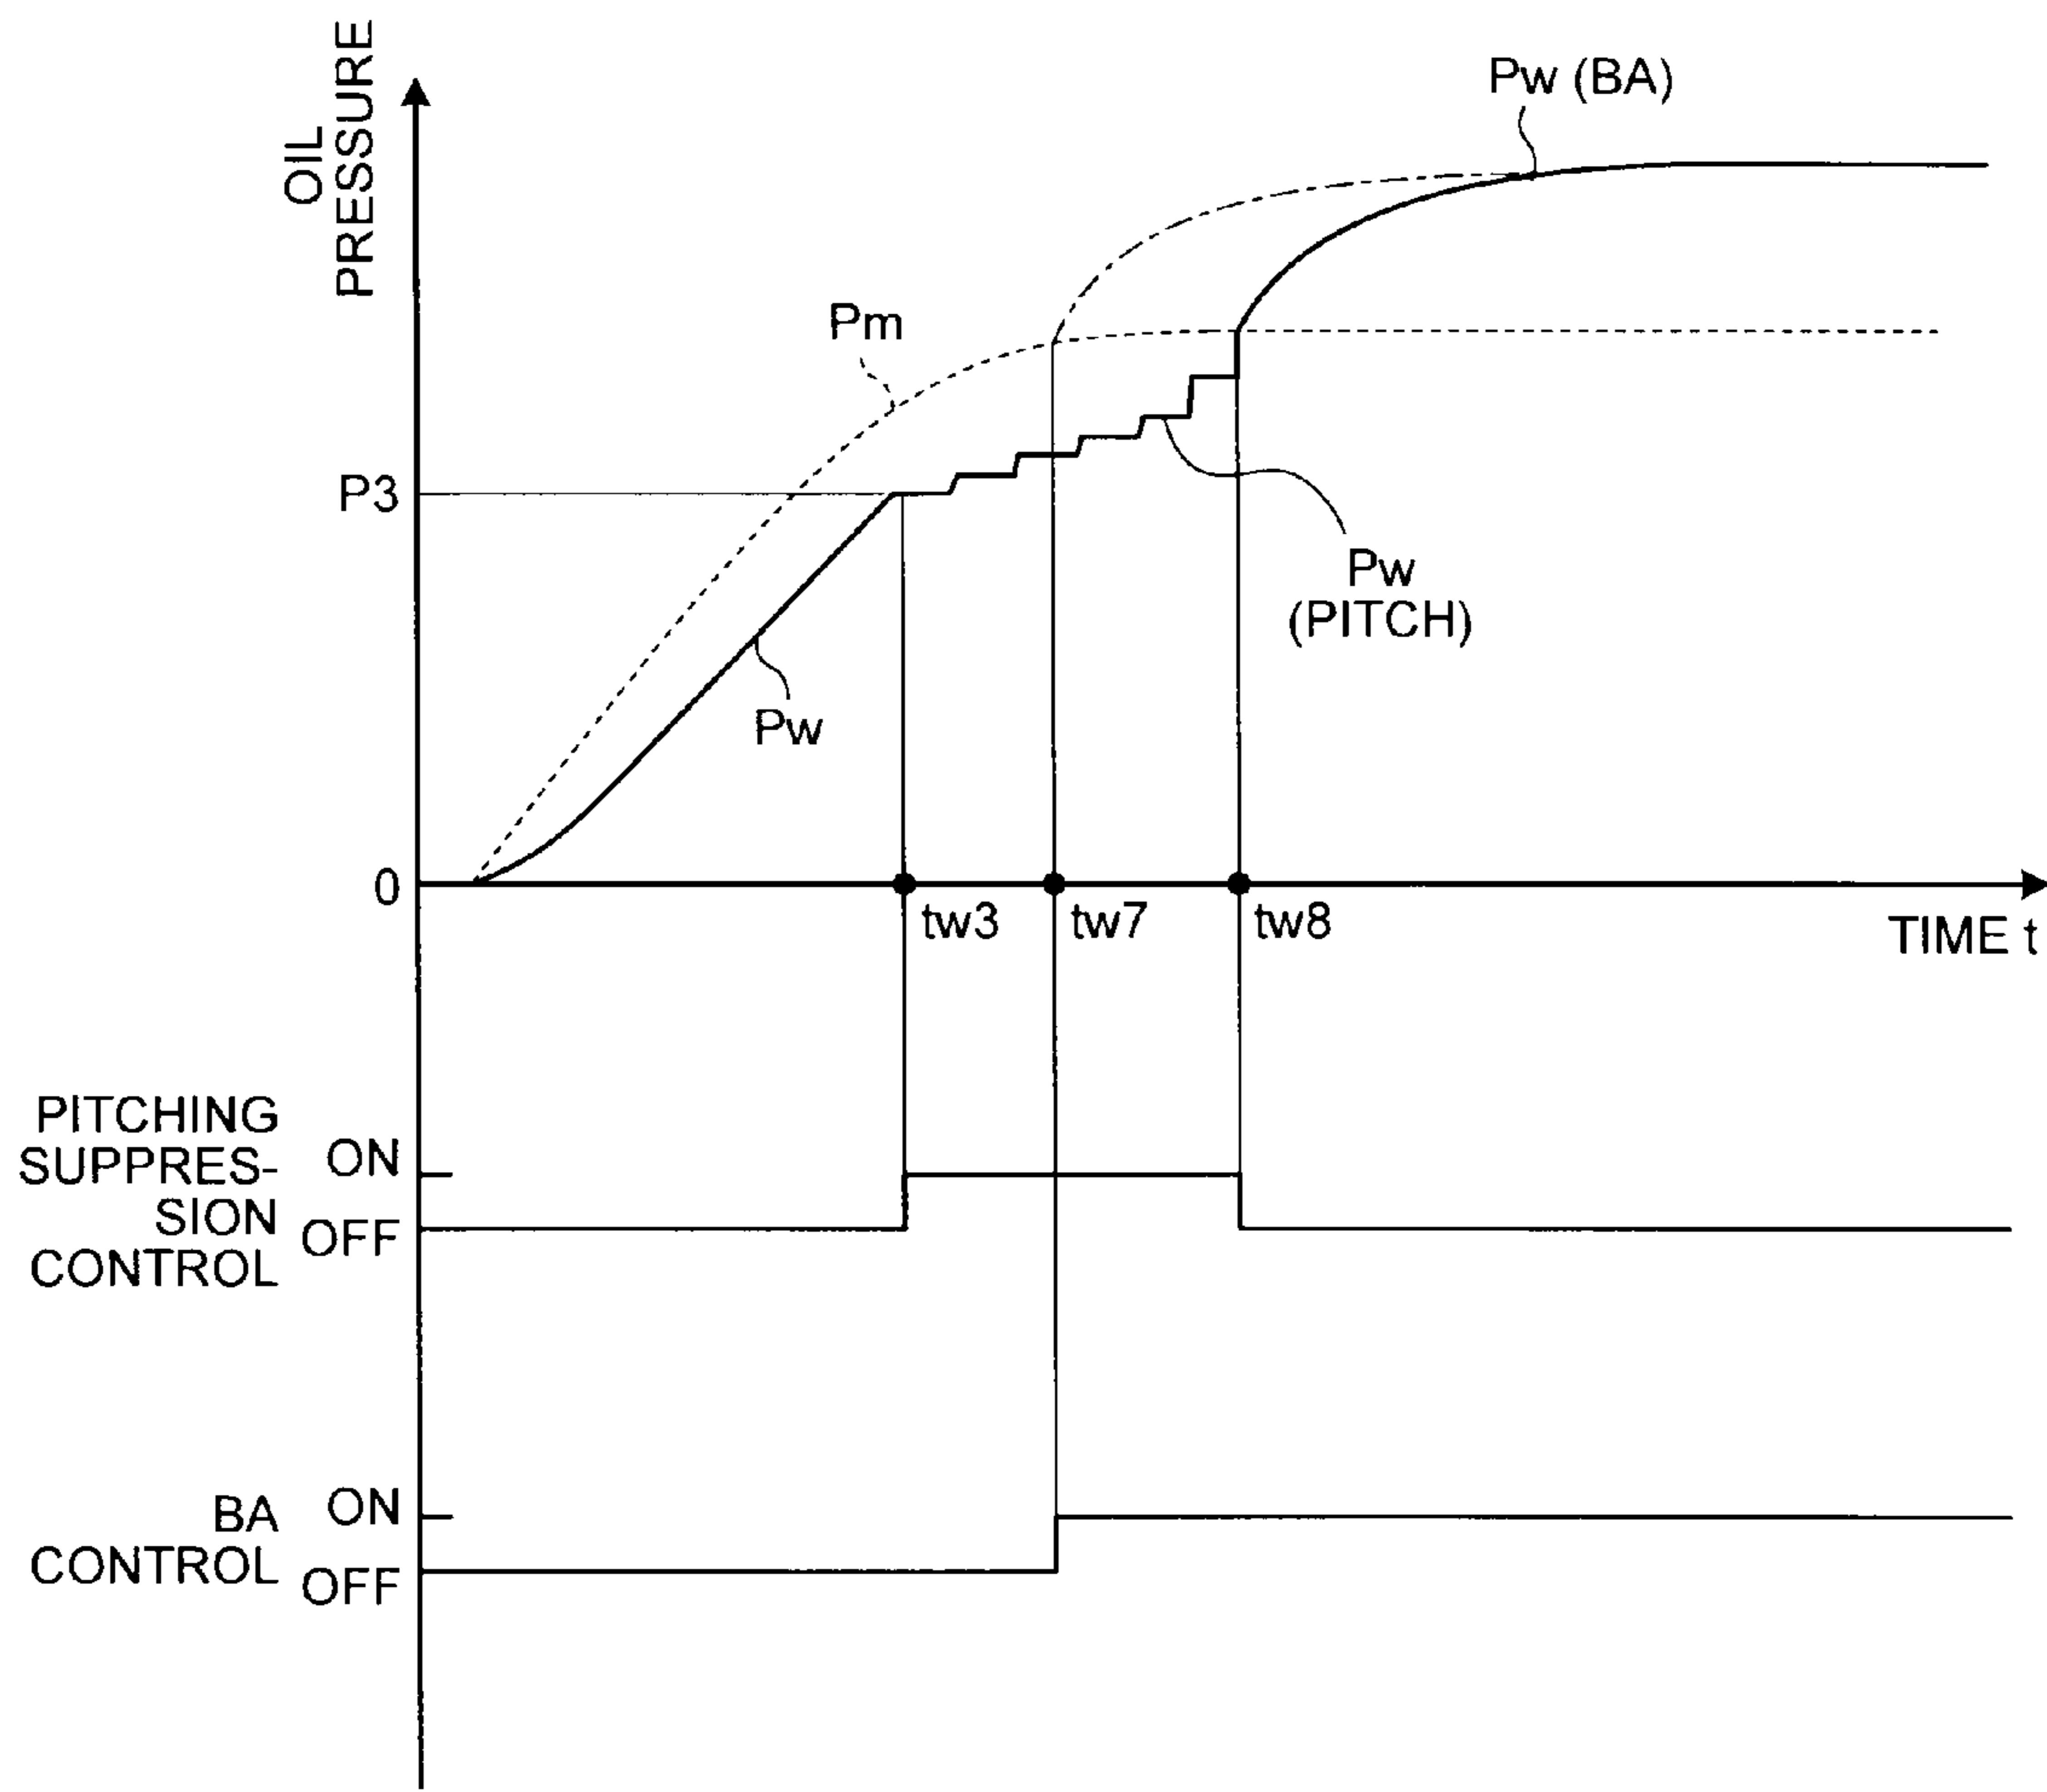 OIL
PRESSURE
Pw (BA)
Pm
P3
Pw
(PITCH)
Pw
0
tw3
tw7
tw8
TIME t
PITCHING
SUPPRES-
SION
CONTROL
ON
OFF
BA
CONTROL
ON
OFF